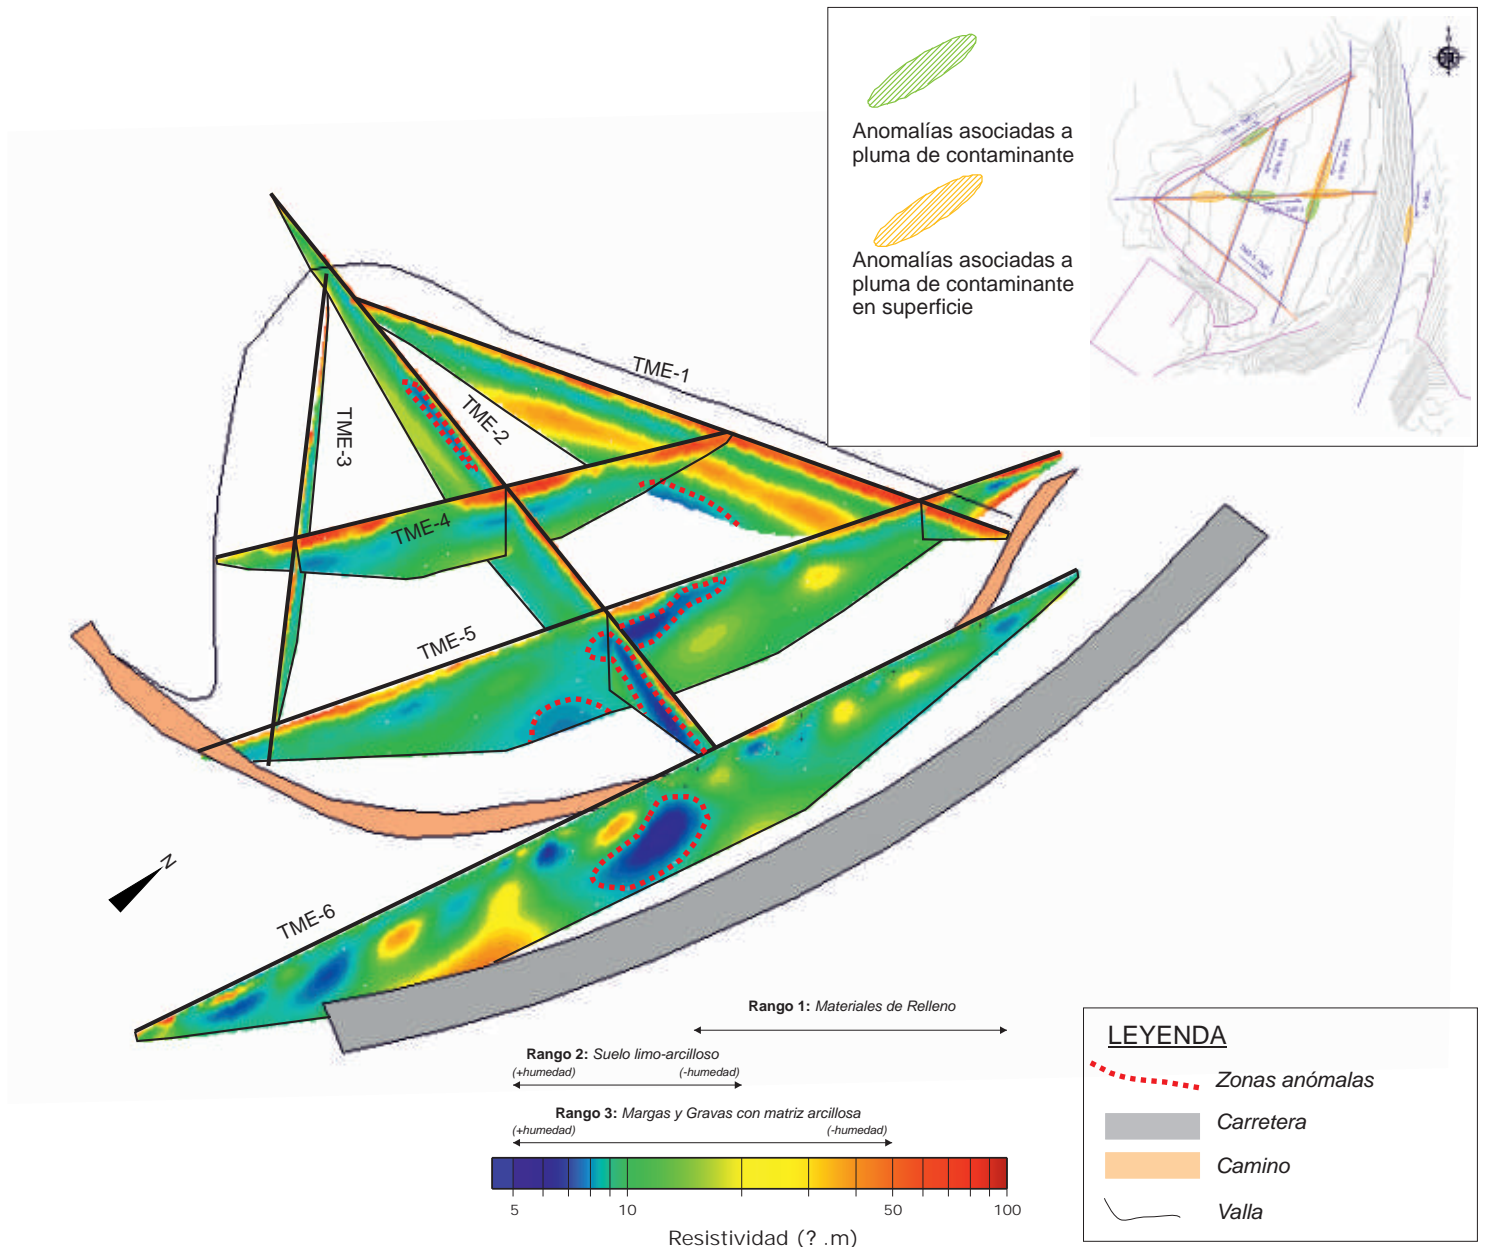 Anomalías asociadas a
pluma de contaminante
Anomalías asociadas a
pluma de contaminante
en superficie
TME-1
TME-2
TME-3
TME-4
TME-5
TME-6
N
Rango 1: Materiales de Relleno
Rango 2: Suelo limo-arcilloso
(+humedad) (-humedad)
Rango 3: Margas y Gravas con matriz arcillosa
(+humedad) (-humedad)
5 10 50 100
Resistividad (? .m)
LEYENDA
Zonas anómalas
Carretera
Camino
Valla